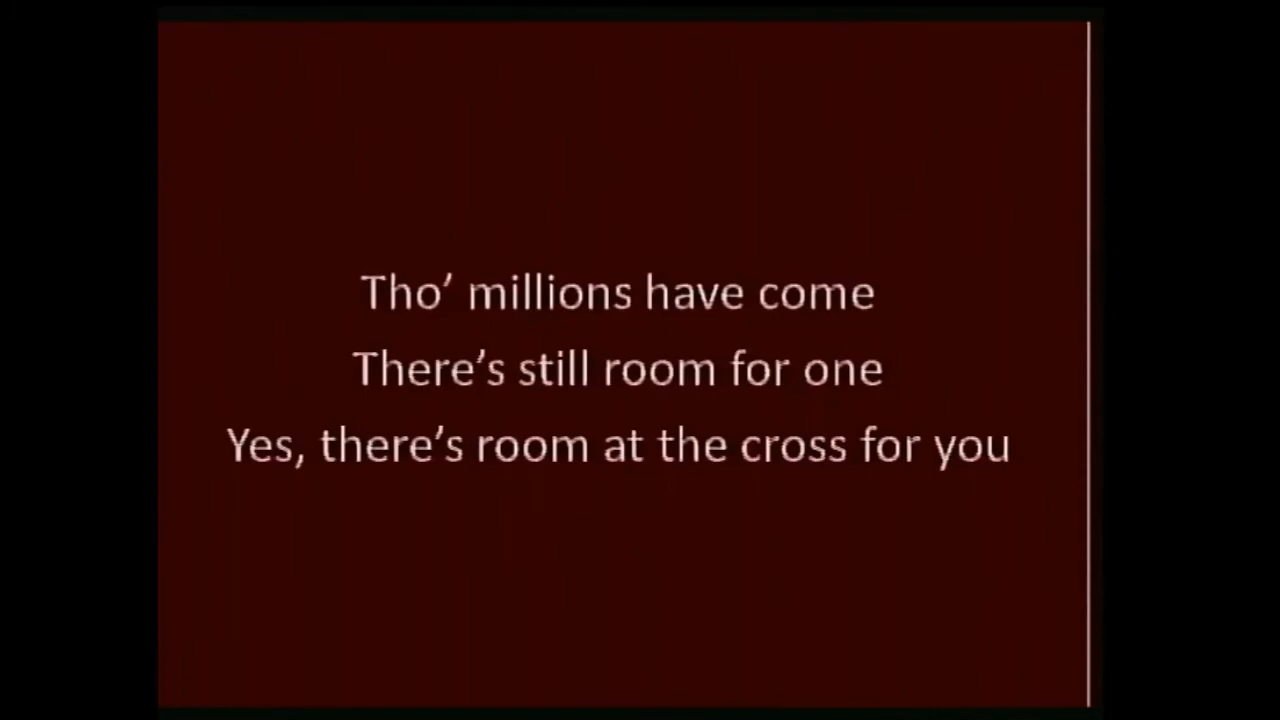 Tho’ millions have come
There’s still room for one
Yes, there’s room at the cross for you